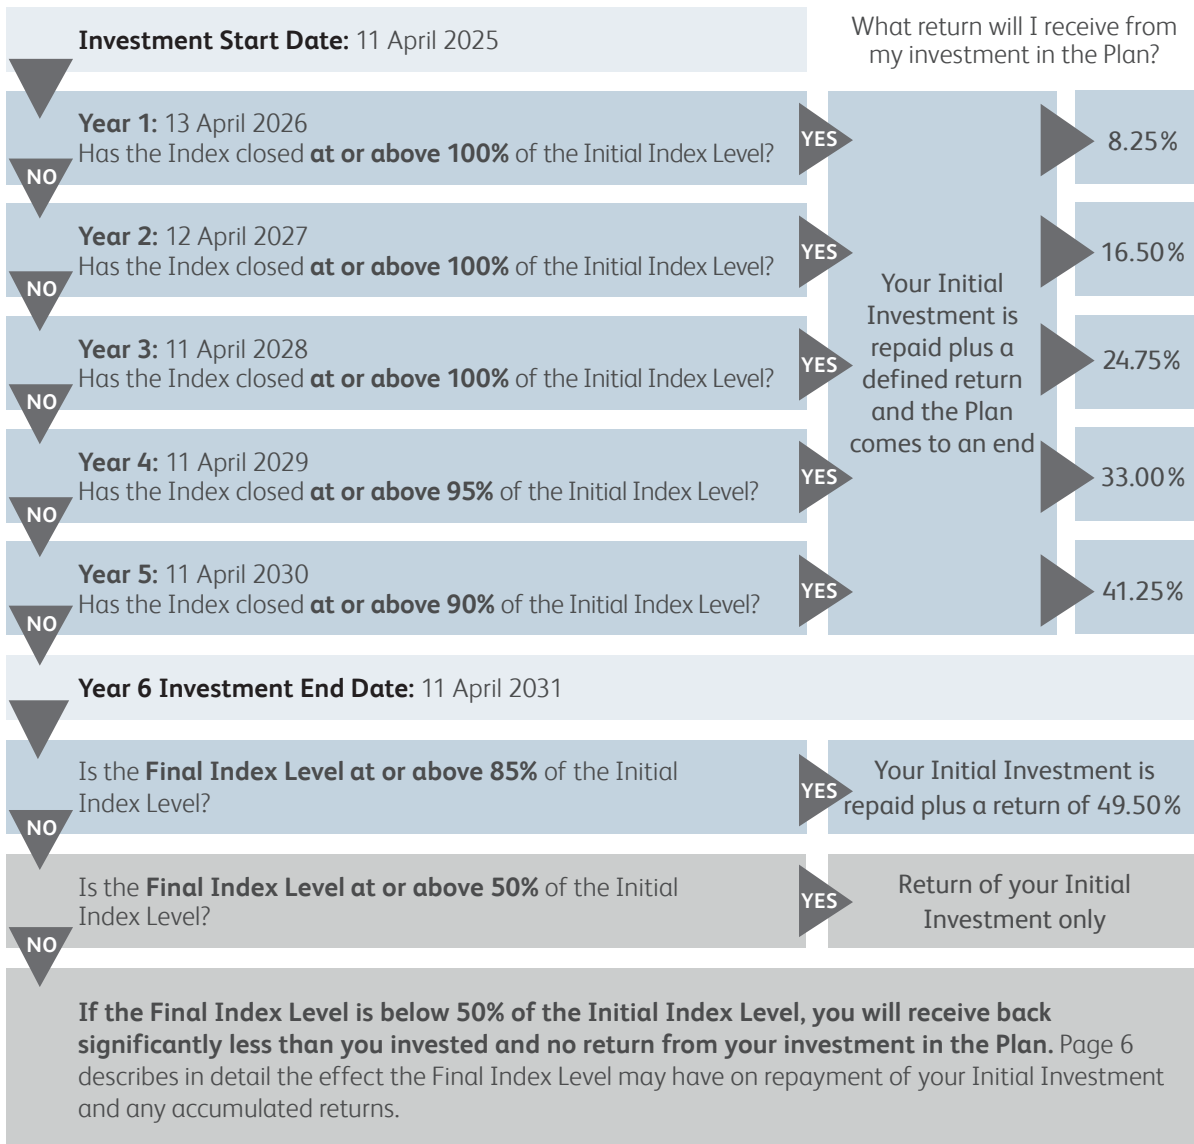 Investment Start Date: 11 April 2025
What return will I receive from
my investment in the Plan?
Year 1: 13 April 2026
Has the Index closed at or above 100% of the Initial Index Level?
YES
8.25%
NO
Year 2: 12 April 2027
Has the Index closed at or above 100% of the Initial Index Level?
YES
16.50%
NO
Year 3: 11 April 2028
Has the Index closed at or above 100% of the Initial Index Level?
YES
24.75%
NO
Year 4: 11 April 2029
Has the Index closed at or above 95% of the Initial Index Level?
YES
33.00%
NO
Year 5: 11 April 2030
Has the Index closed at or above 90% of the Initial Index Level?
YES
41.25%
NO
Your Initial
Investment is
repaid plus a
defined return
and the Plan
comes to an end
Year 6 Investment End Date: 11 April 2031
Is the Final Index Level at or above 85% of the Initial
Index Level?
YES
Your Initial Investment is
repaid plus a return of 49.50%
NO
Is the Final Index Level at or above 50% of the Initial
Index Level?
YES
Return of your Initial
Investment only
NO
If the Final Index Level is below 50% of the Initial Index Level, you will receive back
significantly less than you invested and no return from your investment in the Plan. Page 6
describes in detail the effect the Final Index Level may have on repayment of your Initial Investment
and any accumulated returns.